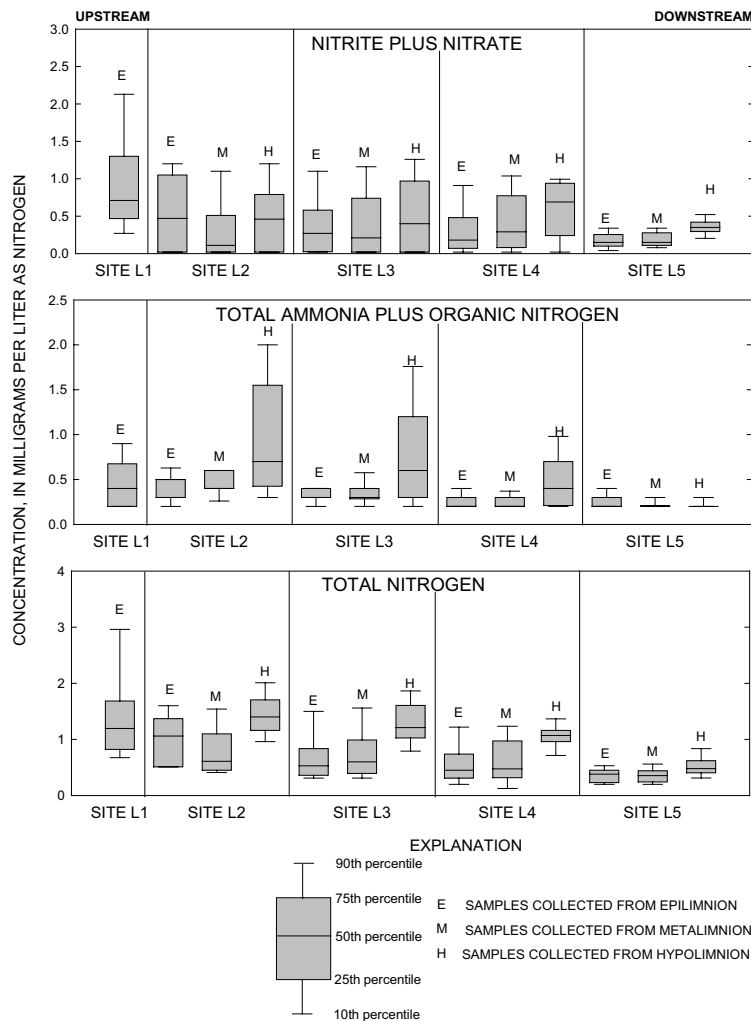 UPSTREAM DOWNSTREAM
CONCENTRATION, IN MILLIGRAMS PER LITER AS NITROGEN
NITRITE PLUS NITRATE
3.0
2.5
2.0
1.5
1.0
0.5
0.0
E E M H E M H E M H E M H
SITE L1 SITE L2 SITE L3 SITE L4 SITE L5
TOTAL AMMONIA PLUS ORGANIC NITROGEN
2.5
2.0
1.5
1.0
0.5
0.0
E E M H E M H E M H E M H
SITE L1 SITE L2 SITE L3 SITE L4 SITE L5
TOTAL NITROGEN
4
3
2
1
0
E E M H E M H E M H E M H
SITE L1 SITE L2 SITE L3 SITE L4 SITE L5
EXPLANATION
90th percentile
75th percentile
50th percentile
25th percentile
10th percentile
E SAMPLES COLLECTED FROM EPILIMNION
M SAMPLES COLLECTED FROM METALIMNION
H SAMPLES COLLECTED FROM HYPOLIMNION